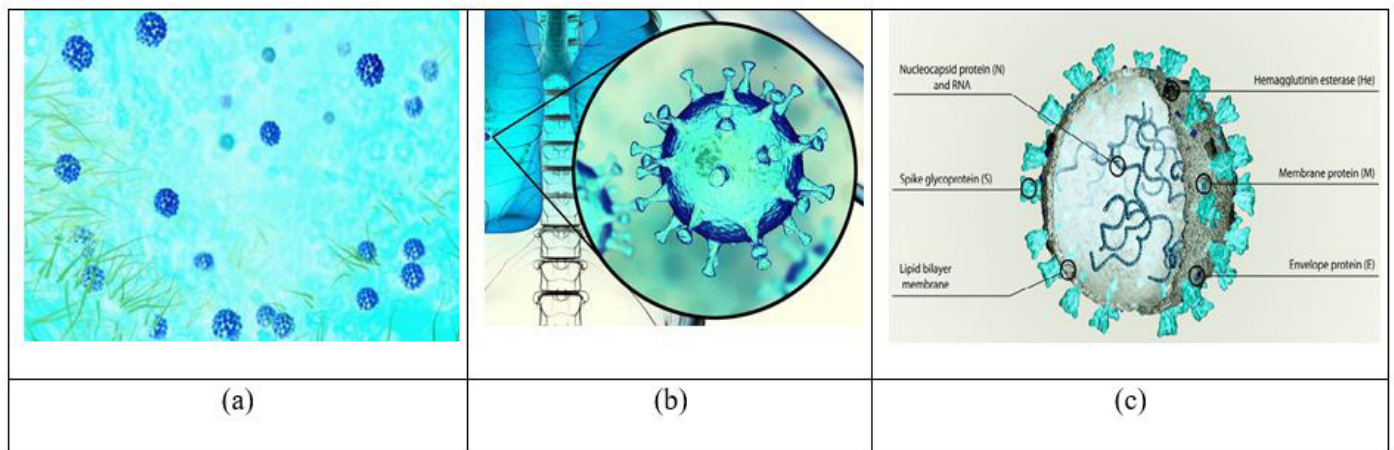 Nucleocapsid protein (N)
and RNA
Hemagglutinin esterase (He)
Spike glycoprotein (S)
Membrane protein (M)
Lipid bilayer
membrane
Envelope protein (E)
(a)
(b)
(c)